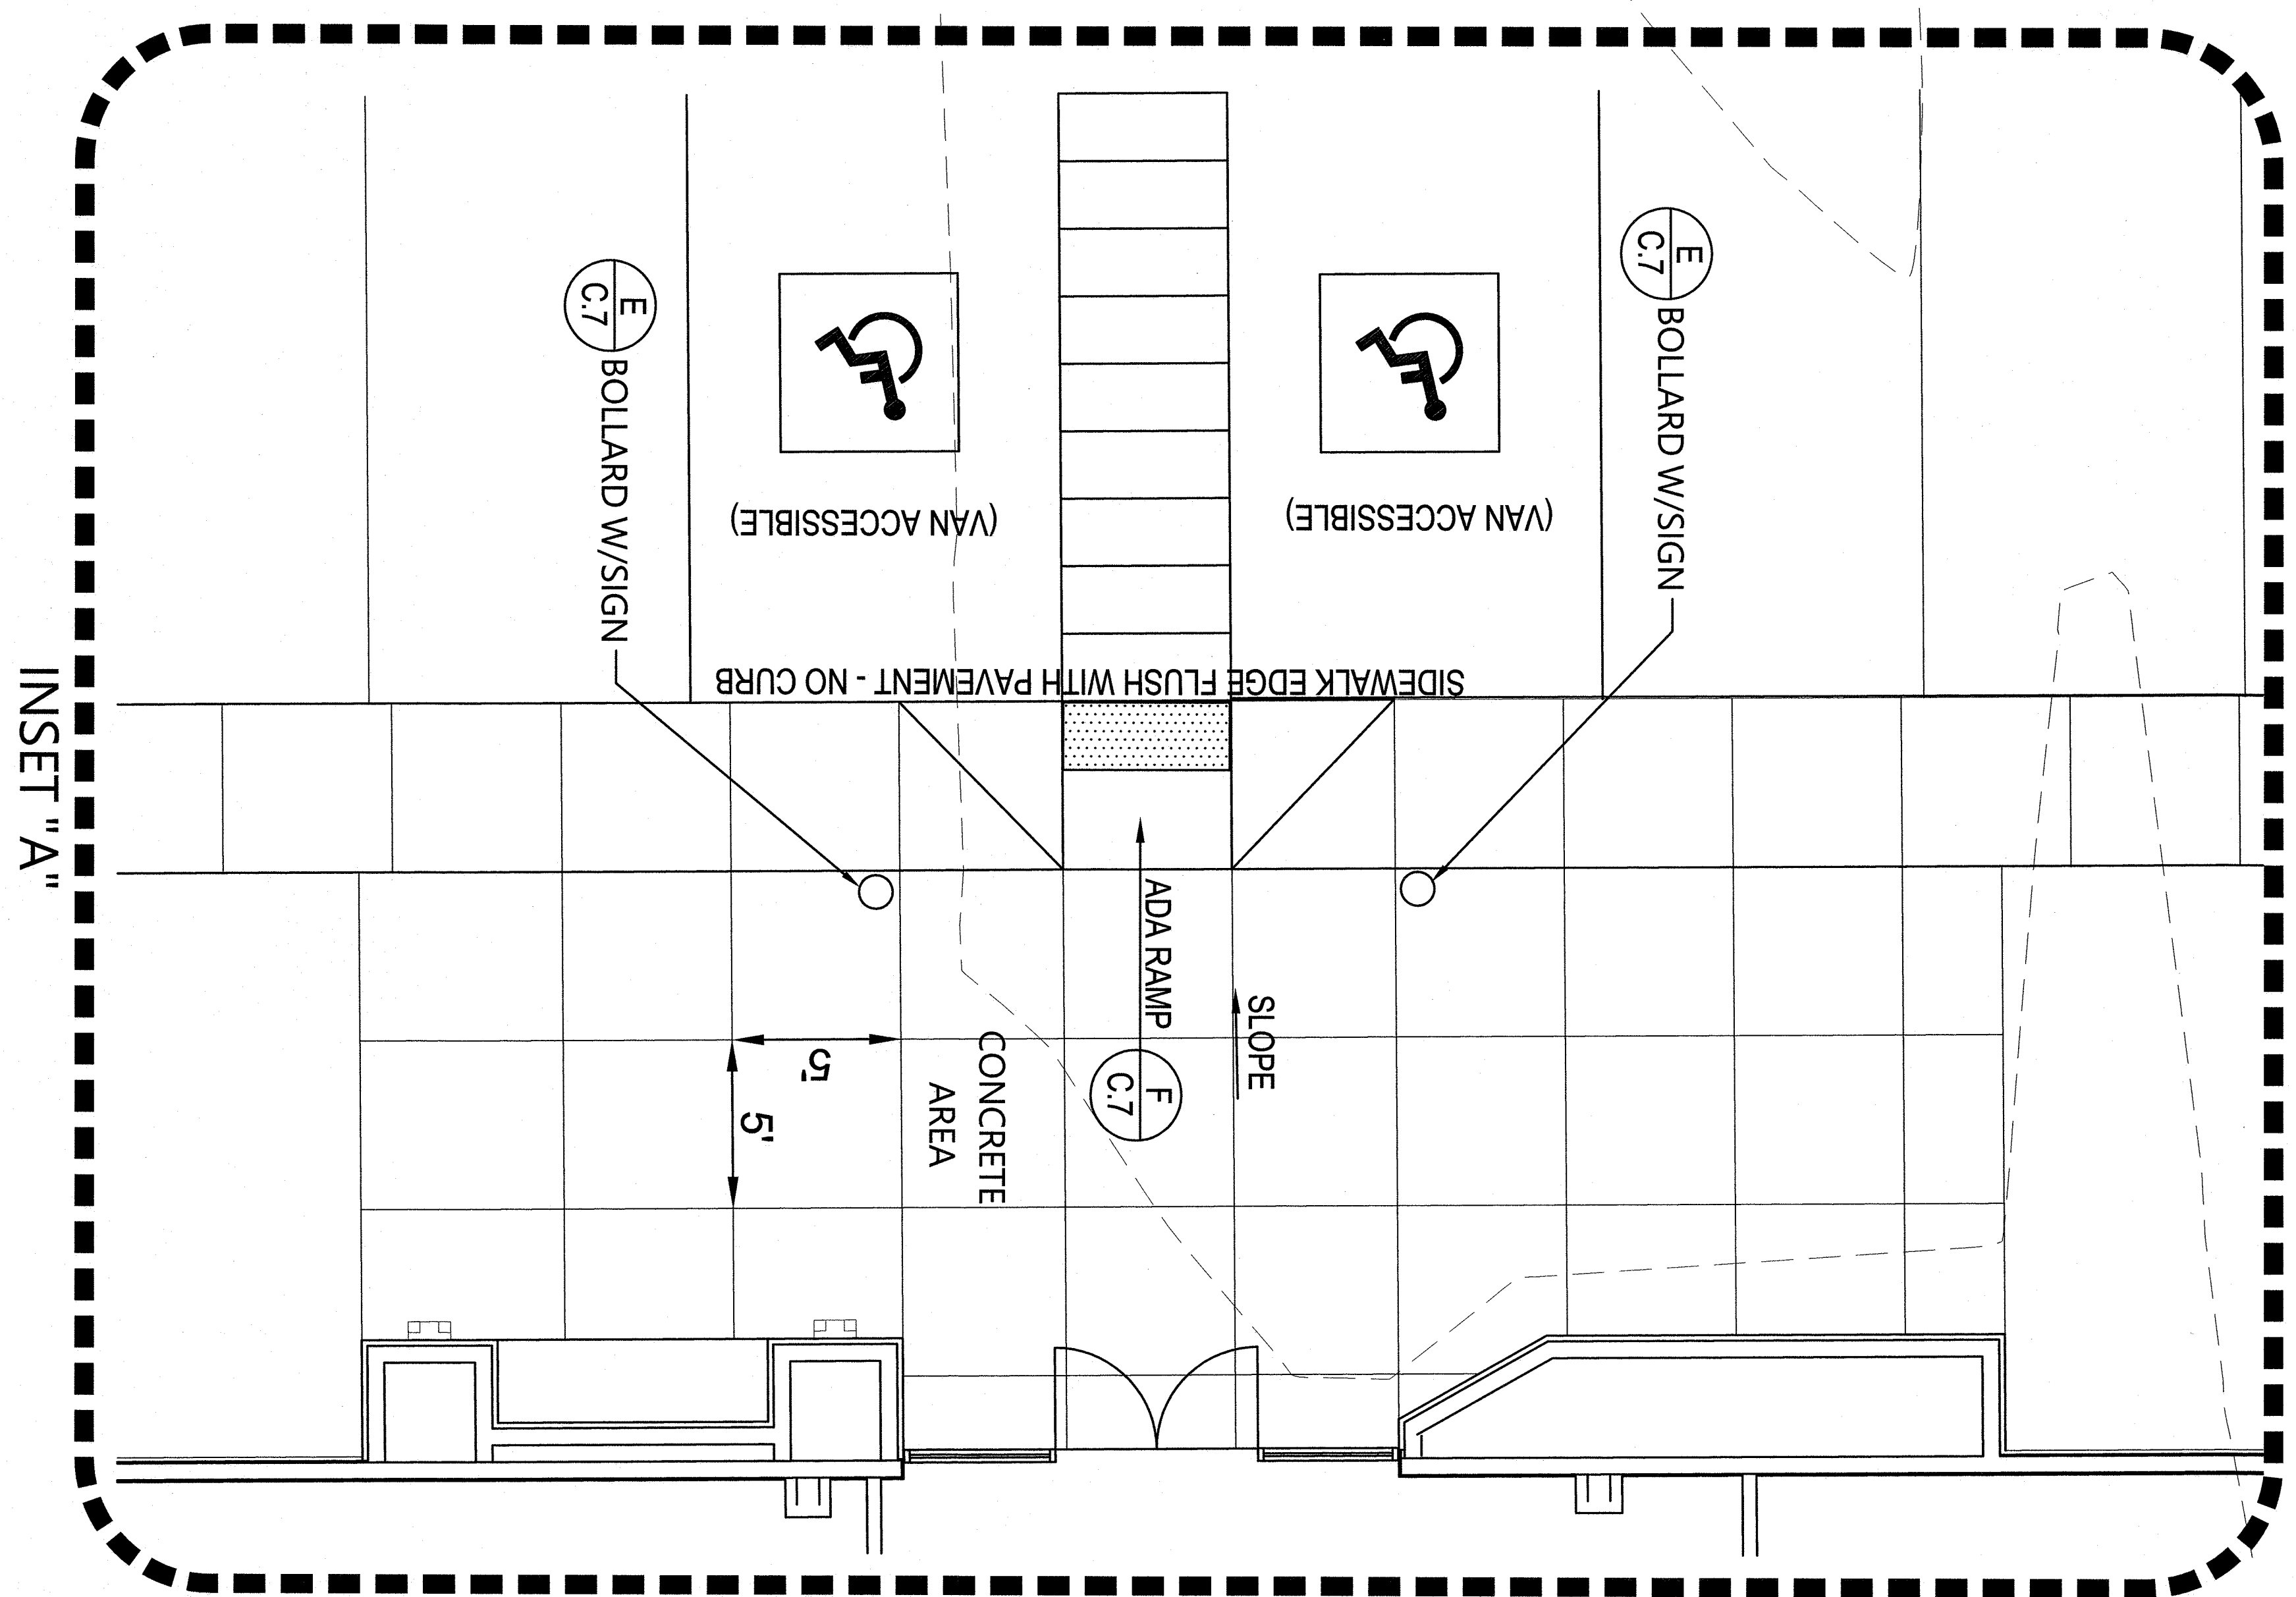 E
C.7
BOLLARD W/SIGN
E
C.7
BOLLARD W/SIGN
(VAN ACCESSIBLE)
(VAN ACCESSIBLE)
SIDEWALK EDGE FLUSH WITH PAVEMENT - NO CURB
ADA RAMP
F
C.7
SLOPE
CONCRETE
AREA
5'
5'
INSET "A"